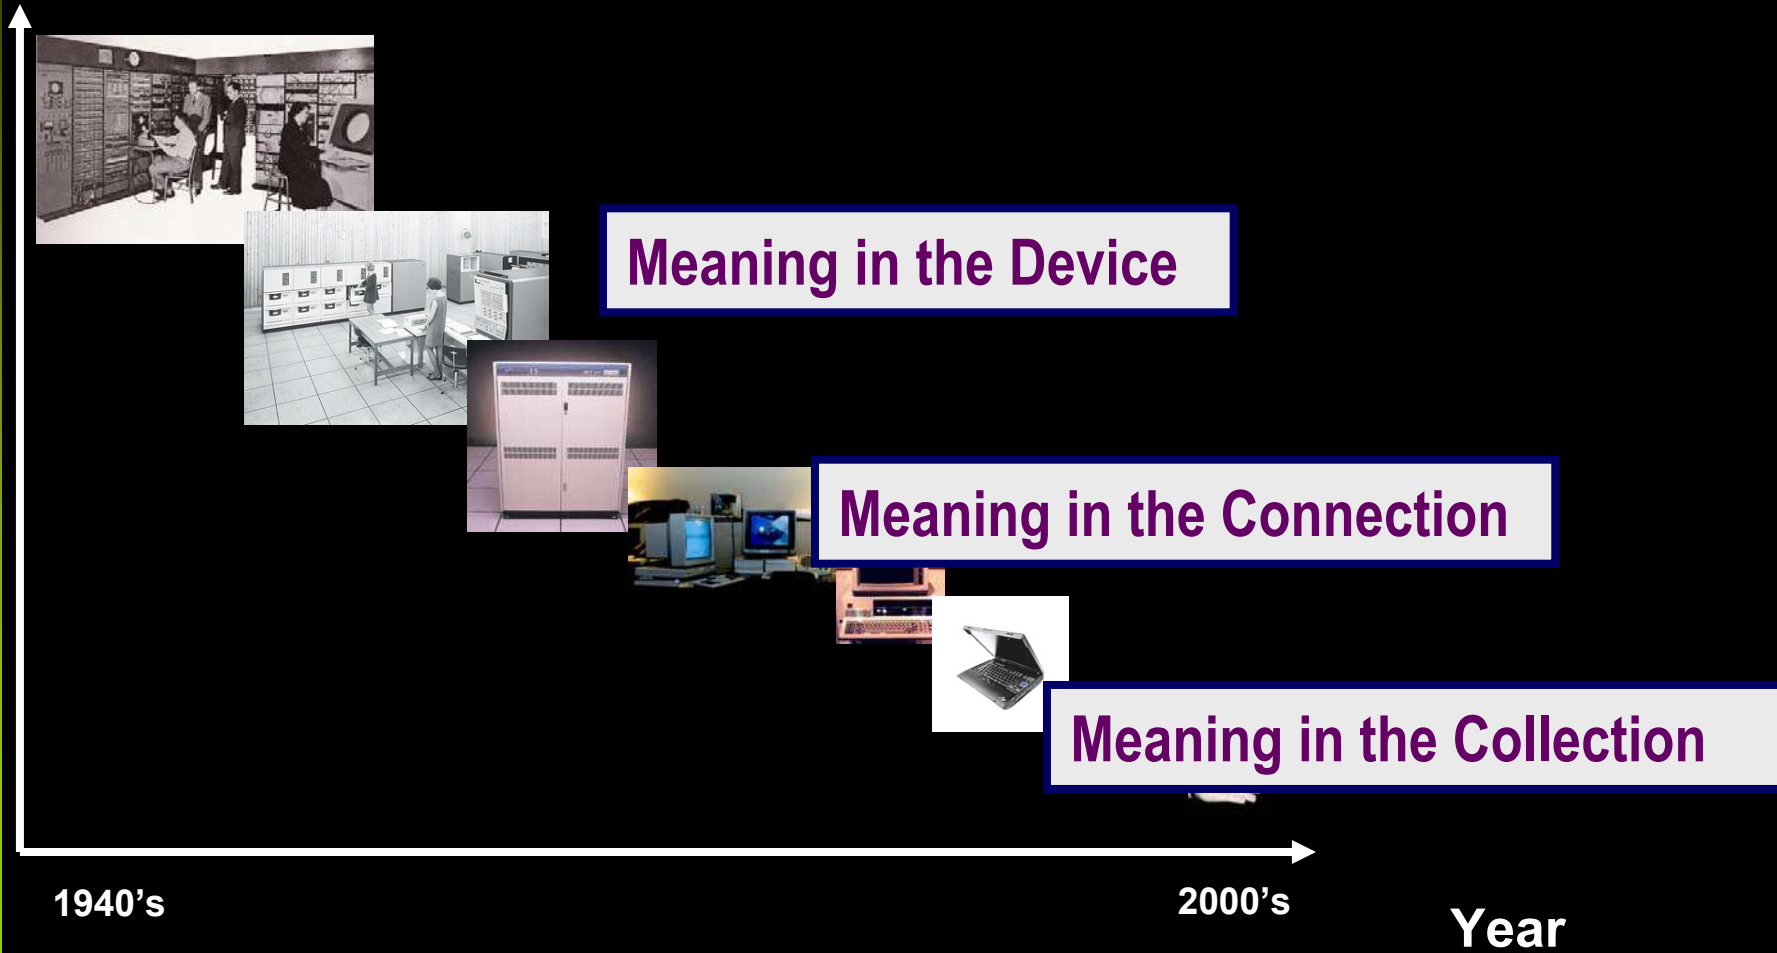 Meaning in the Device
Meaning in the Connection
Meaning in the Collection
1940’s
2000’s
Year